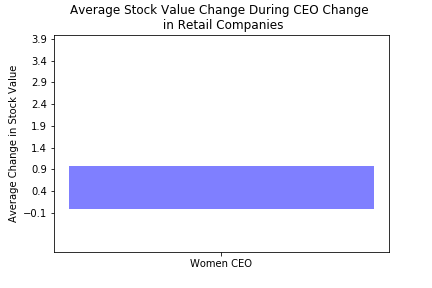 Average Stock Value Change During CEO Change
in Retail Companies
Average Change in Stock Value
3.9
3.4
2.9
2.4
1.9
1.4
0.9
0.4
−0.1
Women CEO